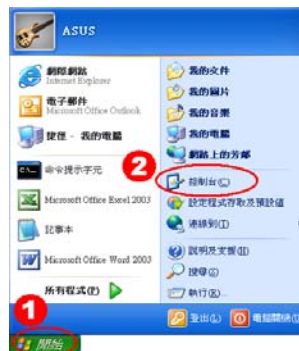 ASUS
網際網路
Internet Explorer
電子郵件
Microsoft Office Outlook
捷徑 - 我的電腦
命令提示字元
Microsoft Office Excel 2003
記事本
Microsoft Office Word 2003
所有程式(P)
我的文件
我的圖片
我的音樂
我的電腦
網路上的芳鄰
2
控制台(C)
設定程式存取及預設值
連線到(T)
說明及支援(H)
搜尋(S)
執行(R)...
登出(L)
電腦關機(U)
1
開始